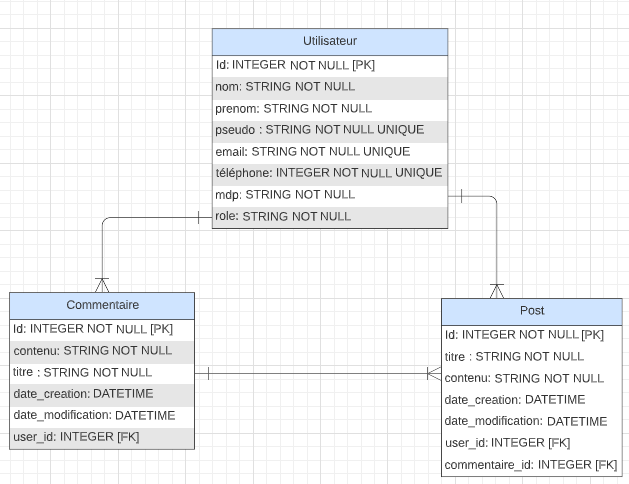 Utilisateur
Id: INTEGER NOT NULL [PK]
nom: STRING NOT NULL
prenom: STRING NOT NULL
pseudo : STRING NOT NULL UNIQUE
email: STRING NOT NULL UNIQUE
téléphone: INTEGER NOT NULL UNIQUE
mdp: STRING NOT NULL
role: STRING NOT NULL
Commentaire
Id: INTEGER NOT NULL [PK]
contenu: STRING NOT NULL
titre : STRING NOT NULL
date_creation: DATETIME
date_modification: DATETIME
user_id: INTEGER [FK]
Post
Id: INTEGER NOT NULL [PK]
titre : STRING NOT NULL
contenu: STRING NOT NULL
date_creation: DATETIME
date_modification: DATETIME
user_id: INTEGER [FK]
commentaire_id: INTEGER [FK]